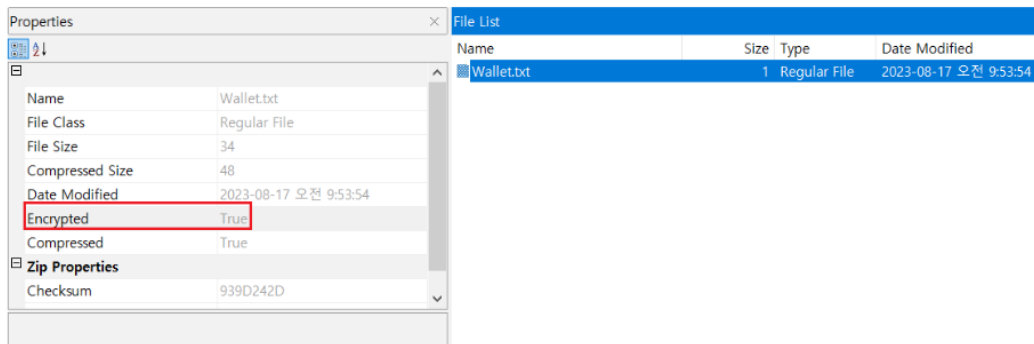 Properties
Name Wallet.txt
File Class Regular File
File Size 34
Compressed Size 48
Date Modified 2023-08-17 오전 9:53:54
Encrypted True
Compressed True
Zip Properties
Checksum 939D242D
File List
Name Size Type Date Modified
Wallet.txt 1 Regular File 2023-08-17 오전 9:53:54